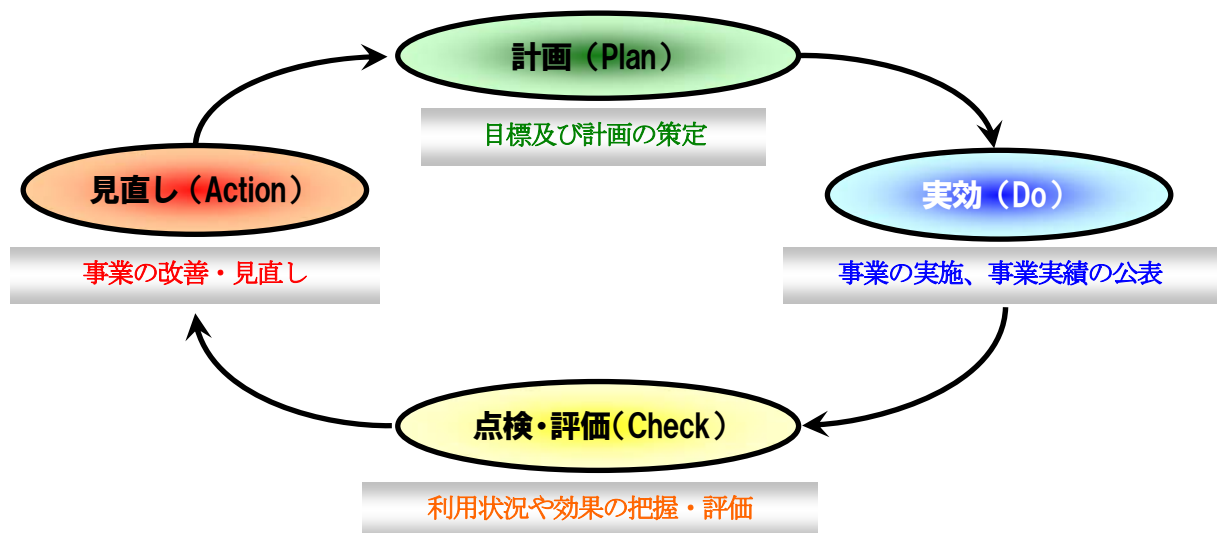 計画（Plan）
目標及び計画の策定
見直し（Action）
実効（Do）
事業の改善・見直し
事業の実施、事業実績の公表
点検・評価（Check）
利用状況や効果の把握・評価